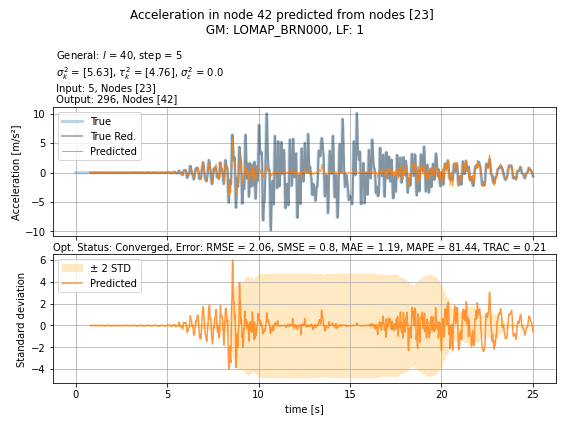 Acceleration in node 42 predicted from nodes [23]
GM: LOMAP_BRN000, LF: 1
General: l = 40, step = 5
σ²ₖ = [5.63], τ²ₖ = [4.76], σ²ε = 0.0
Input: 5, Nodes [23]
Output: 296, Nodes [42]
Acceleration [m/s²]
10
5
0
−5
−10
True
True Red.
Predicted
Opt. Status: Converged, Error: RMSE = 2.06, SMSE = 0.8, MAE = 1.19, MAPE = 81.44, TRAC = 0.21
Standard deviation
6
4
2
0
−2
−4
± 2 STD
Predicted
0 5 10 15 20 25
time [s]